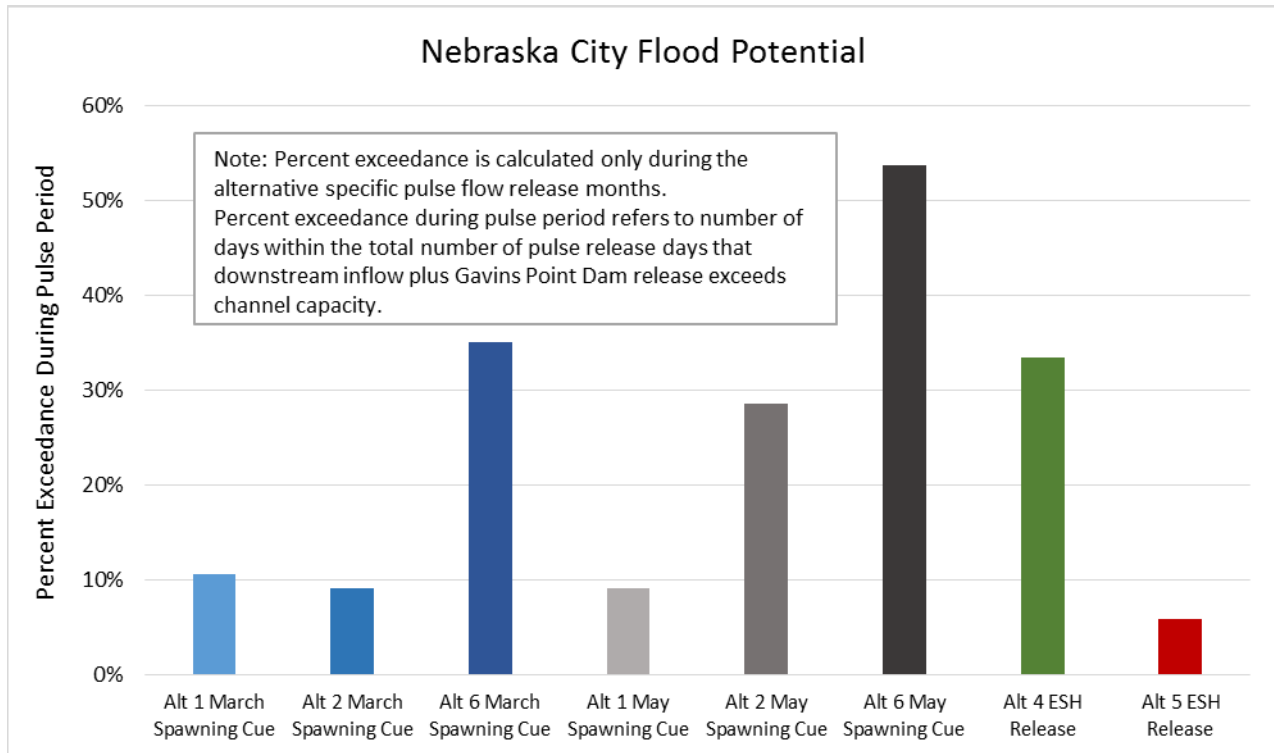 Nebraska City Flood Potential
Percent Exceedance During Pulse Period
60%
50%
40%
30%
20%
10%
0%
Note: Percent exceedance is calculated only during the
alternative specific pulse flow release months.
Percent exceedance during pulse period refers to number of
days within the total number of pulse release days that
downstream inflow plus Gavins Point Dam release exceeds
channel capacity.
Alt 1 March
Spawning Cue
Alt 2 March
Spawning Cue
Alt 6 March
Spawning Cue
Alt 1 May
Spawning Cue
Alt 2 May
Spawning Cue
Alt 6 May
Spawning Cue
Alt 4 ESH
Release
Alt 5 ESH
Release